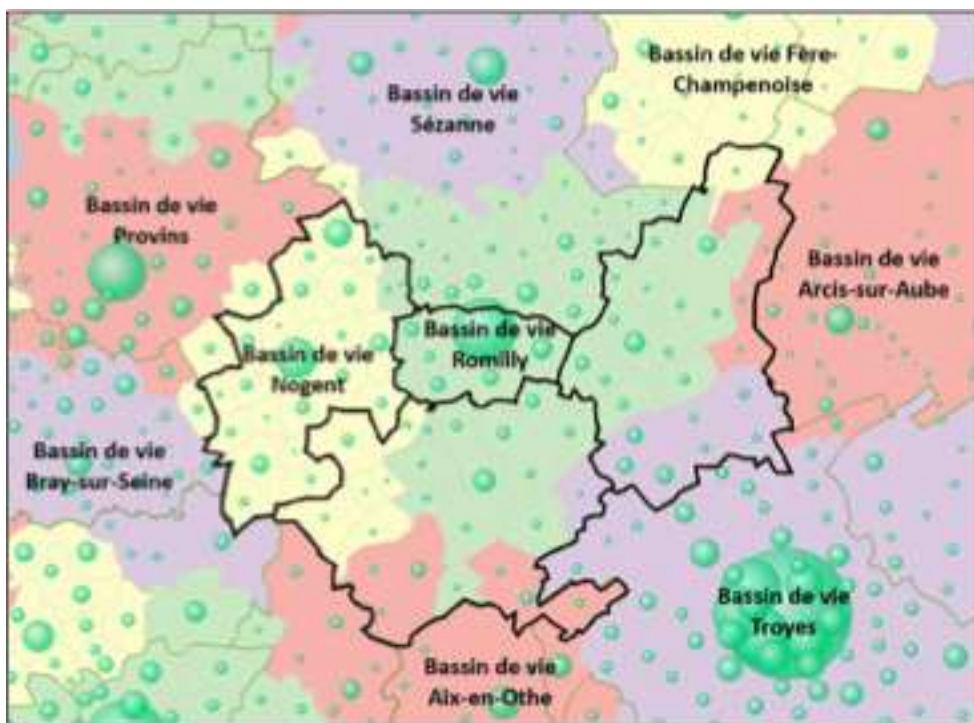 Bassin de vie Fère-
Champenoise
Bassin de vie
Sézanne
Bassin de vie
Provins
Bassin de vie
Arcis-sur-Aube
Bassin de vie
Romilly
Bassin de vie
Nogent
Bassin de vie
Bray-sur-Seine
Bassin de vie
Troyes
Bassin de vie
Aix-en-Othe